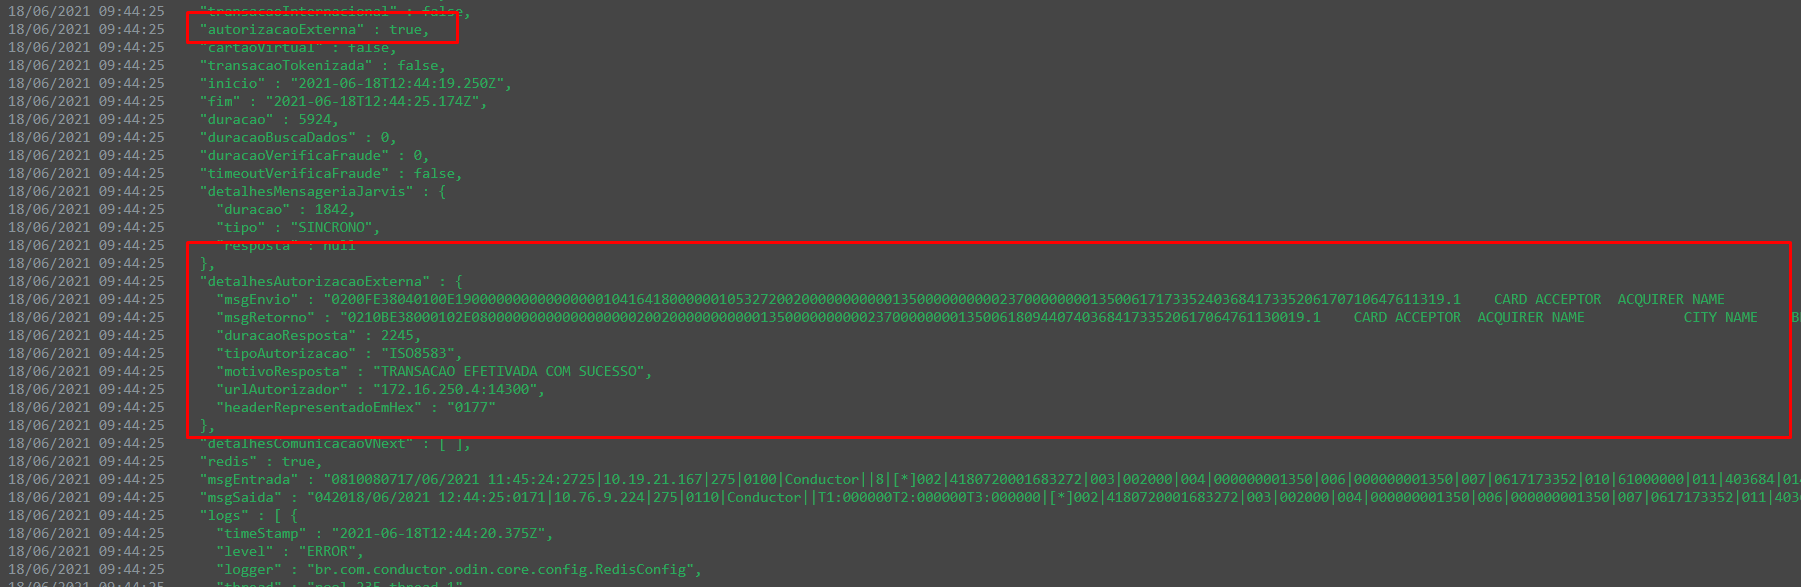 18/06/2021 09:44:25 "transacaoInternacional" : false,
18/06/2021 09:44:25 "autorizacaoExterna" : true,
18/06/2021 09:44:25 "cartaoVirtual" : false,
18/06/2021 09:44:25 "transacaoTokenizada" : false,
18/06/2021 09:44:25 "inicio" : "2021-06-18T12:44:19.250Z",
18/06/2021 09:44:25 "fim" : "2021-06-18T12:44:25.174Z",
18/06/2021 09:44:25 "duracao" : 5924,
18/06/2021 09:44:25 "duracaoBuscaDados" : 0,
18/06/2021 09:44:25 "duracaoVerificaFraude" : 0,
18/06/2021 09:44:25 "timeoutVerificaFraude" : false,
18/06/2021 09:44:25 "detalhesMensageriaJarvis" : {
18/06/2021 09:44:25 "duracao" : 1842,
18/06/2021 09:44:25 "tipo" : "SINCRONO",
18/06/2021 09:44:25 "resposta" : null
18/06/2021 09:44:25 },
18/06/2021 09:44:25 "detalhesAutorizacaoExterna" : {
18/06/2021 09:44:25 "msgEnvio" : CARD ACCEPTOR ACQUIRER NAME
18/06/2021 09:44:25 "msgRetorno" : CARD ACCEPTOR ACQUIRER NAME CITY NAME
18/06/2021 09:44:25 "duracaoResposta" : 2245,
18/06/2021 09:44:25 "tipoAutorizacao" : "ISO8583",
18/06/2021 09:44:25 "motivoResposta" : "TRANSACAO EFETIVADA COM SUCESSO",
18/06/2021 09:44:25 "urlAutorizador" : "172.16.250.4:14300",
18/06/2021 09:44:25 "headerRepresentadoEmHex" : "0177"
18/06/2021 09:44:25 },
18/06/2021 09:44:25 "detalhesComunicacaoVNext" : [ ],
18/06/2021 09:44:25 "redis" : true,
18/06/2021 09:44:25 "msgEntrada" : "0810080717/06/2021 11:45:24:2725|10.19.21.167|275|0100|Conductor||8|[*]002|4180720001683272|003|002000|004|000000001350|006|000000001350|007|0617173352|010|61000000|011|403684|
18/06/2021 09:44:25 "msgSaida" : "042018/06/2021 12:44:25:0171|10.76.9.224|275|0110|Conductor||T1:000000T2:000000T3:000000|[*]002|4180720001683272|003|002000|004|000000001350|006|000000001350|007|0617173352|011|
18/06/2021 09:44:25 "logs" : [ {
18/06/2021 09:44:25 "timeStamp" : "2021-06-18T12:44:20.375Z",
18/06/2021 09:44:25 "level" : "ERROR",
18/06/2021 09:44:25 "logger" : "br.com.conductor.odin.core.config.RedisConfig",
18/06/2021 09:44:25 "thread" : "pool-235-thread-1"